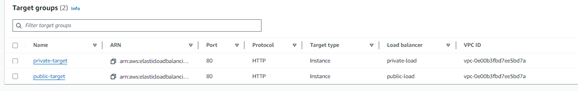 Target groups (2) Info
Filter target groups
Name ARN Port Protocol Target type Load balancer VPC ID
private-target arn:aws:elasticloadbalanci... 80 HTTP Instance private-load vpc-0e00b3fbd7ee5bd7a
public-target arn:aws:elasticloadbalanci... 80 HTTP Instance public-load vpc-0e00b3fbd7ee5bd7a